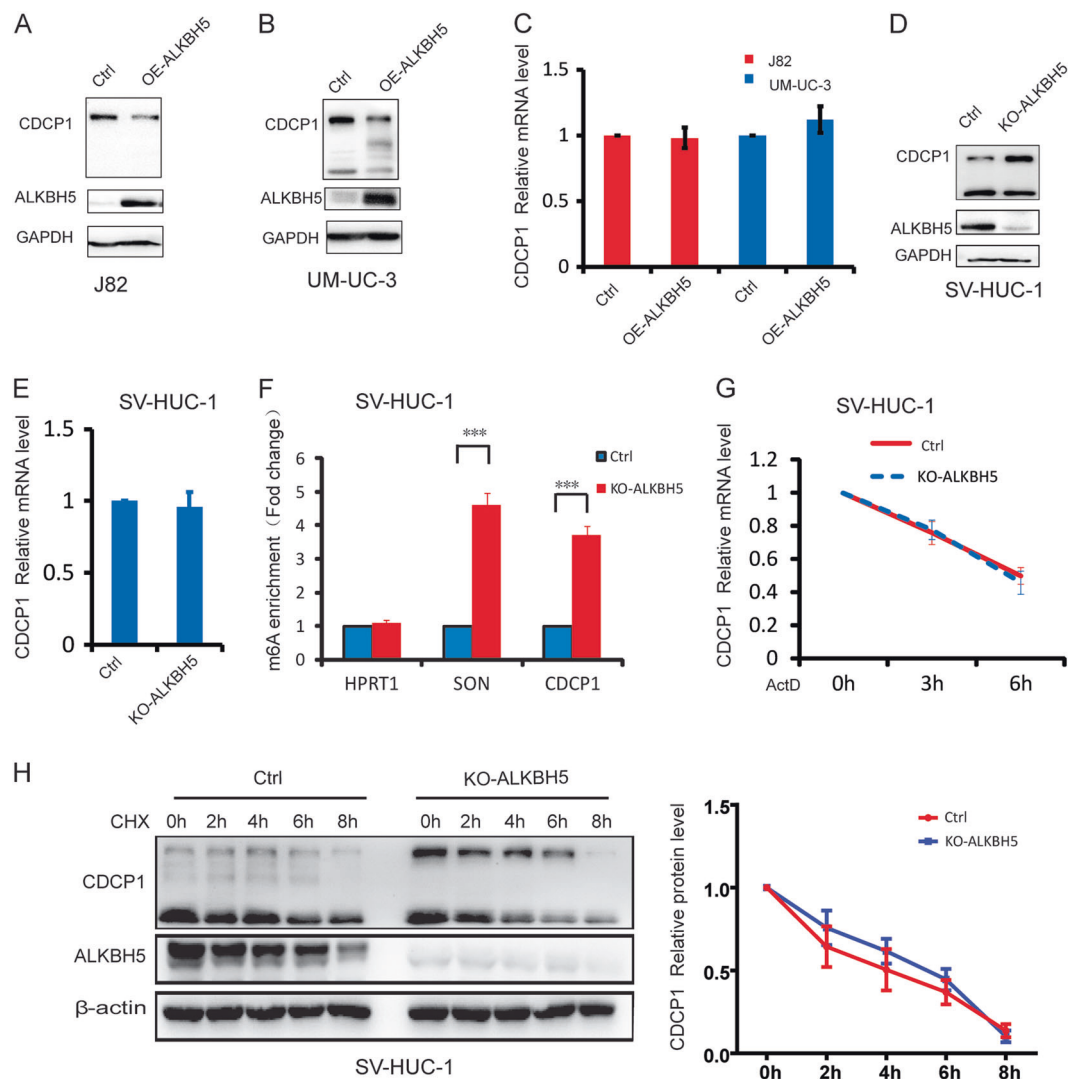 A
Ctrl
OE-ALKBH5
CDCP1
ALKBH5
GAPDH
J82
B
Ctrl
OE-ALKBH5
CDCP1
ALKBH5
GAPDH
UM-UC-3
C
J82
UM-UC-3
CDCP1 Relative mRNA level
1.5
1
0.5
0
Ctrl
OE-ALKBH5
Ctrl
OE-ALKBH5
D
Ctrl
KO-ALKBH5
CDCP1
ALKBH5
GAPDH
SV-HUC-1
E
SV-HUC-1
CDCP1 Relative mRNA level
1.5
1
0.5
0
Ctrl
KO-ALKBH5
F
SV-HUC-1
m6A enrichment（Fod change）
6
5
4
3
2
1
0
***
***
Ctrl
KO-ALKBH5
HPRT1 SON CDCP1
G
SV-HUC-1
Ctrl
KO-ALKBH5
CDCP1 Relative mRNA level
1.2
1
0.8
0.6
0.4
0.2
0
ActD 0h 3h 6h
H
Ctrl KO-ALKBH5
CHX 0h 2h 4h 6h 8h 0h 2h 4h 6h 8h
CDCP1
ALKBH5
β-actin
SV-HUC-1
CDCP1 Relative protein level
1.5
1.0
0.5
0.0
Ctrl
KO-ALKBH5
0h 2h 4h 6h 8h